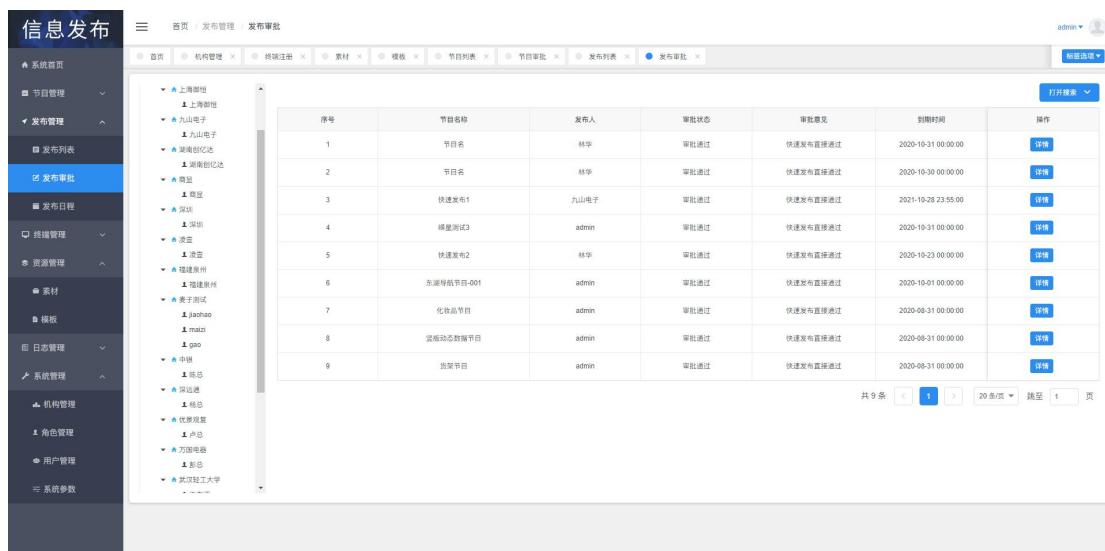 信息发布
首页 / 发布管理 / 发布审批
admin
首页 机构管理 × 终端注册 × 素材 × 模板 × 节目列表 × 节目审批 × 发布列表 × 发布审批 × 标签选项
系统首页
节目管理
发布管理
发布列表
发布审批
发布日程
终端管理
资源管理
素材
模板
日志管理
系统管理
机构管理
角色管理
用户管理
系统参数
上海御恒
上海御恒
九山电子
九山电子
湖南创亿达
湖南创亿达
商显
商显
深圳
深圳
凌壹
凌壹
福建泉州
福建泉州
麦子测试
jiaohao
maizi
gao
中银
陈总
深远通
杨总
优景观复
卢总
万国电器
彭总
武汉轻工大学
打开搜索
序号 节目名称 发布人 审批状态 审批意见 到期时间 操作
1 节目名 林华 审批通过 快速发布直接通过 2020-10-31 00:00:00 详情
2 节目名 林华 审批通过 快速发布直接通过 2020-10-30 00:00:00 详情
3 快速发布1 九山电子 审批通过 快速发布直接通过 2021-10-28 23:55:00 详情
4 嵘星测试3 admin 审批通过 快速发布直接通过 2020-10-31 00:00:00 详情
5 快速发布2 林华 审批通过 快速发布直接通过 2020-10-23 00:00:00 详情
6 东湖导航节目-001 admin 审批通过 快速发布直接通过 2020-10-01 00:00:00 详情
7 化妆品节目 admin 审批通过 快速发布直接通过 2020-08-31 00:00:00 详情
8 竖版动态数据节目 admin 审批通过 快速发布直接通过 2020-08-31 00:00:00 详情
9 货架节目 admin 审批通过 快速发布直接通过 2020-08-31 00:00:00 详情
共 9 条 < 1 > 20 条/页 跳至 1 页